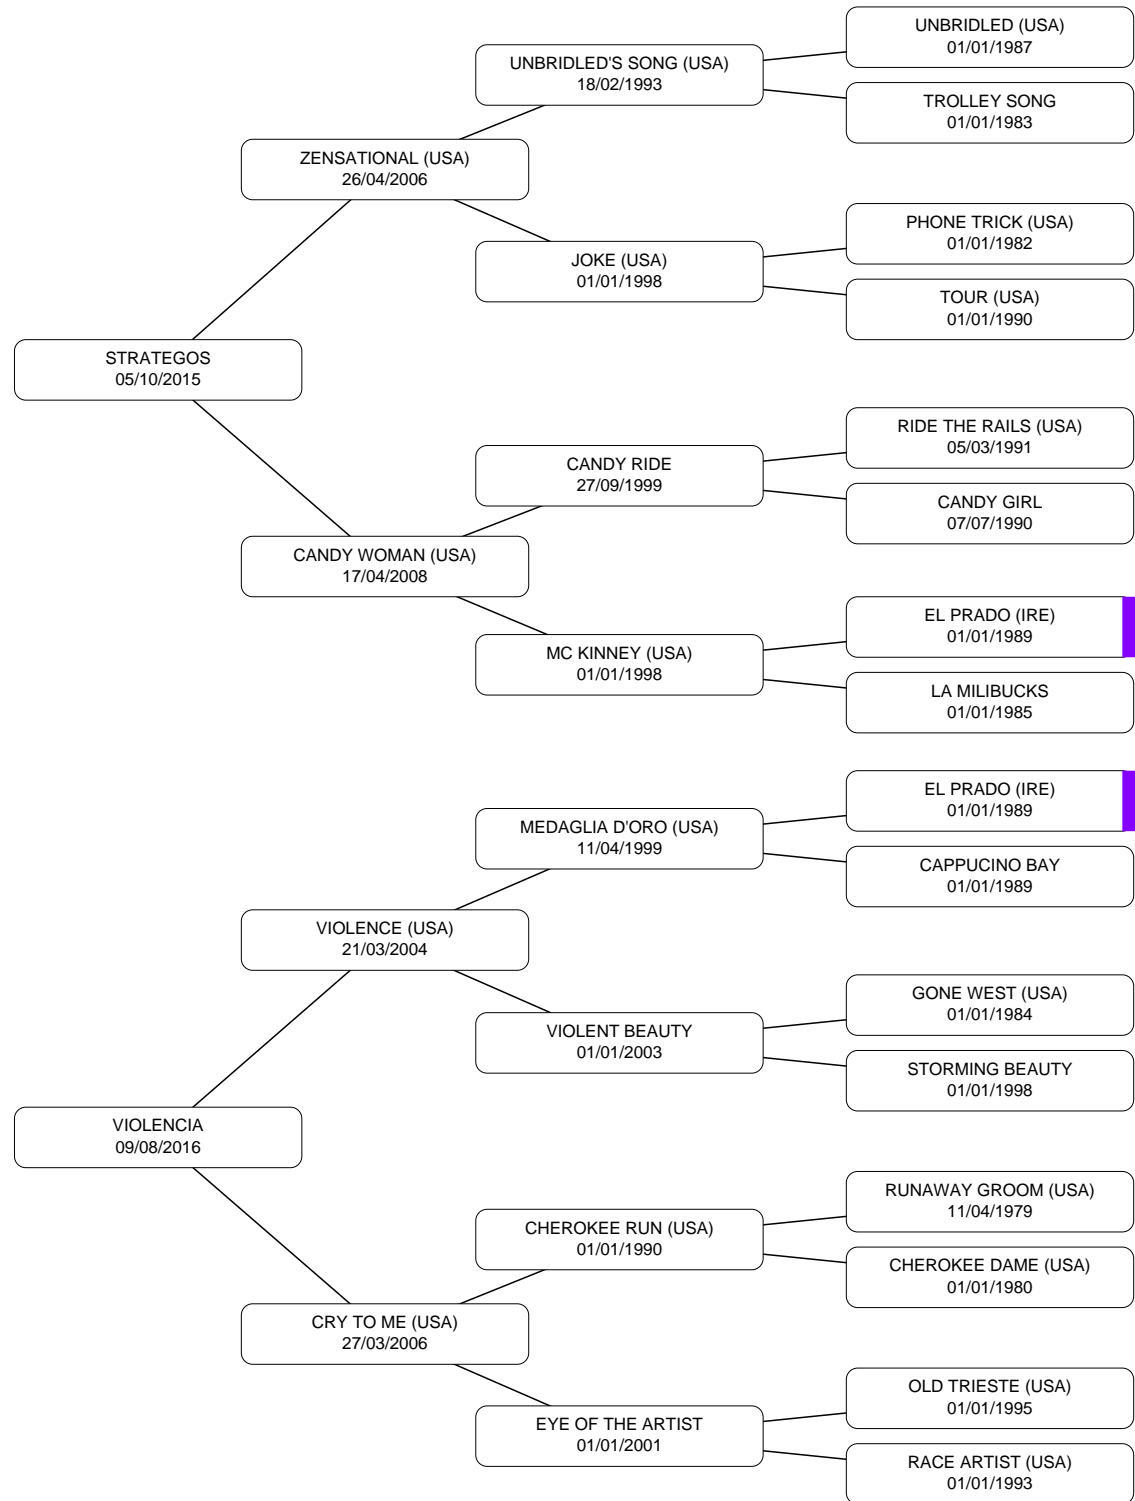 UNBRIDLED (USA)
01/01/1987
UNBRIDLED'S SONG (USA)
18/02/1993
TROLLEY SONG
01/01/1983
ZENSATIONAL (USA)
26/04/2006
PHONE TRICK (USA)
01/01/1982
JOKE (USA)
01/01/1998
TOUR (USA)
01/01/1990
STRATEGOS
05/10/2015
RIDE THE RAILS (USA)
05/03/1991
CANDY RIDE
27/09/1999
CANDY GIRL
07/07/1990
CANDY WOMAN (USA)
17/04/2008
EL PRADO (IRE)
01/01/1989
MC KINNEY (USA)
01/01/1998
LA MILIBUCKS
01/01/1985
EL PRADO (IRE)
01/01/1989
MEDAGLIA D'ORO (USA)
11/04/1999
CAPPUCINO BAY
01/01/1989
VIOLENCE (USA)
21/03/2004
GONE WEST (USA)
01/01/1984
VIOLENT BEAUTY
01/01/2003
STORMING BEAUTY
01/01/1998
VIOLENCIA
09/08/2016
RUNAWAY GROOM (USA)
11/04/1979
CHEROKEE RUN (USA)
01/01/1990
CHEROKEE DAME (USA)
01/01/1980
CRY TO ME (USA)
27/03/2006
OLD TRIESTE (USA)
01/01/1995
EYE OF THE ARTIST
01/01/2001
RACE ARTIST (USA)
01/01/1993